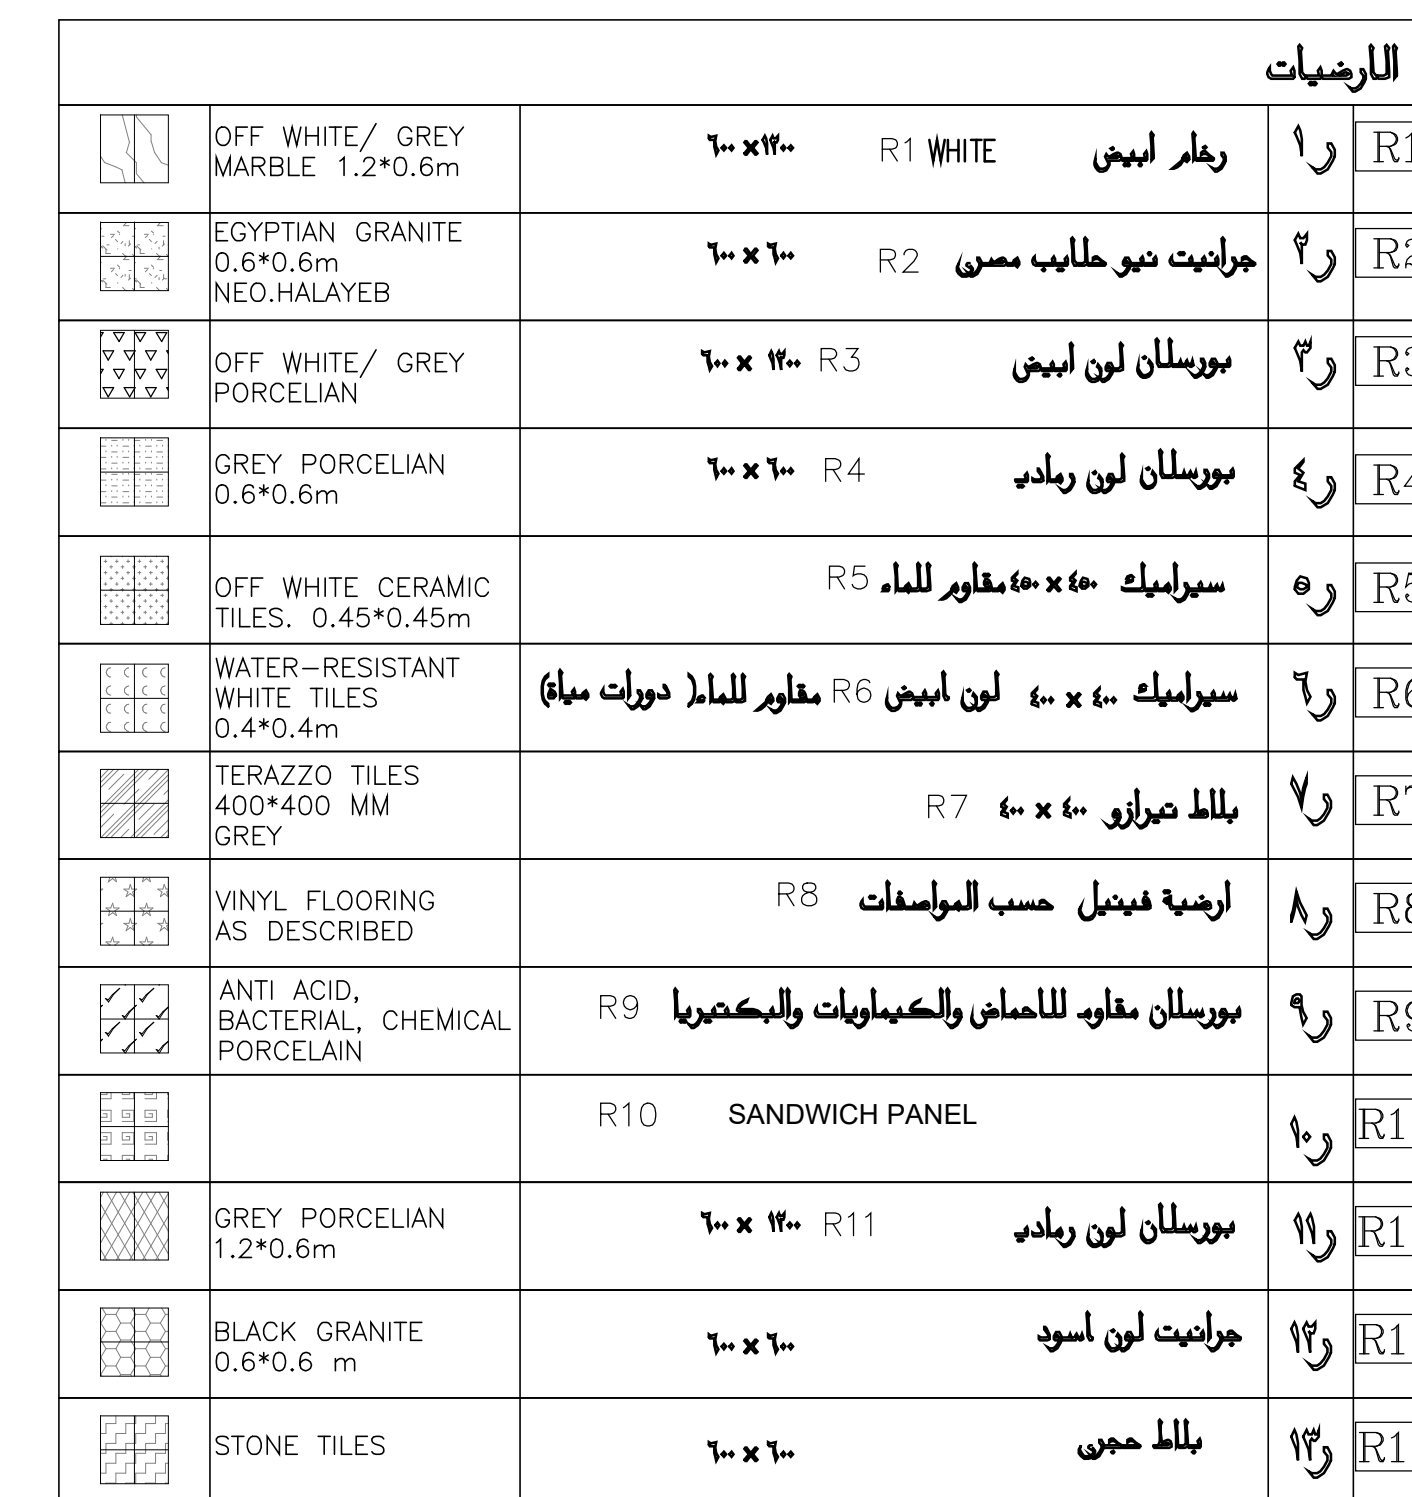 الارضيات
OFF WHITE/ GREY
MARBLE 1.2*0.6m
٦٠٠ x١٢٠٠
R1 WHITE
رخام ابيض
ر١
R1
EGYPTIAN GRANITE
0.6*0.6m
NEO.HALAYEB
٦٠٠ x ٦٠٠
R2
جرانيت نيو حلايب مصرى
ر٢
R2
OFF WHITE/ GREY
PORCELIAN
٦٠٠ x ١٢٠٠
R3
بورسلان لون ابيض
ر٣
R3
GREY PORCELIAN
0.6*0.6m
٦٠٠ x ٦٠٠
R4
بورسلان لون رمادي
ر٤
R4
OFF WHITE CERAMIC
TILES. 0.45*0.45m
سيراميك ٤٥٠ x ٤٥٠ مقاوم للماء R5
ر٥
R5
WATER-RESISTANT
WHITE TILES
0.4*0.4m
سيراميك ٤٠٠ x ٤٠٠ لون ابيض R6 مقاوم للماء( دورات مياة)
ر٦
R6
TERAZZO TILES
400*400 MM
GREY
بلاط تيرازو ٤٠٠ x ٤٠٠ R7
ر٧
R7
VINYL FLOORING
AS DESCRIBED
ارضية فينيل حسب المواصفات R8
ر٨
R8
ANTI ACID,
BACTERIAL, CHEMICAL
PORCELAIN
بورسلان مقاوم للاحماض والكيماويات والبكتيريا R9
ر٩
R9
R10 SANDWICH PANEL
ر١٠
R1
GREY PORCELIAN
1.2*0.6m
٦٠٠ x ١٢٠٠
R11
بورسلان لون رمادي
ر١١
R1
BLACK GRANITE
0.6*0.6 m
٦٠٠ x ٦٠٠
جرانيت لون اسود
ر١٢
R1
STONE TILES
٦٠٠ x ٦٠٠
بلاط حجرى
ر١٣
R1